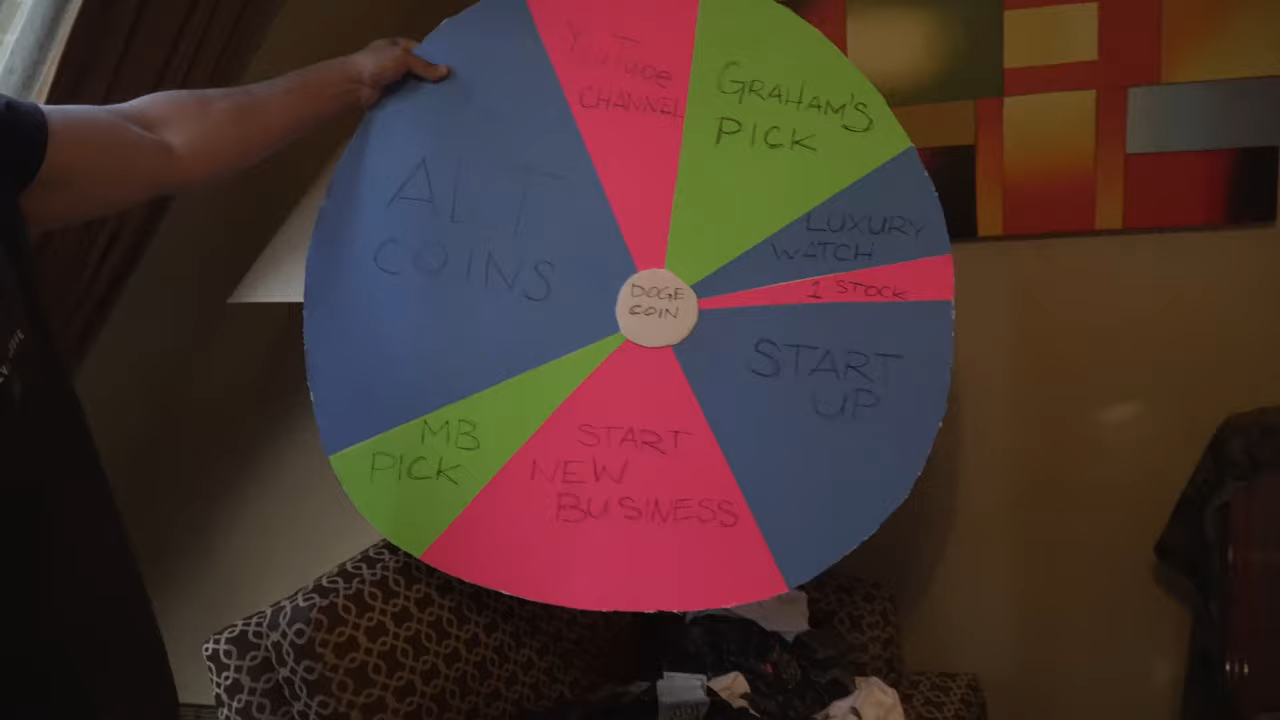 YouTube
CHANNEL
GRAHAM'S
PICK
LUXURY
WATCH
1 STOCK
START
UP
START
NEW
BUSINESS
MB
PICK
ALT
COINS
DOGE
COIN